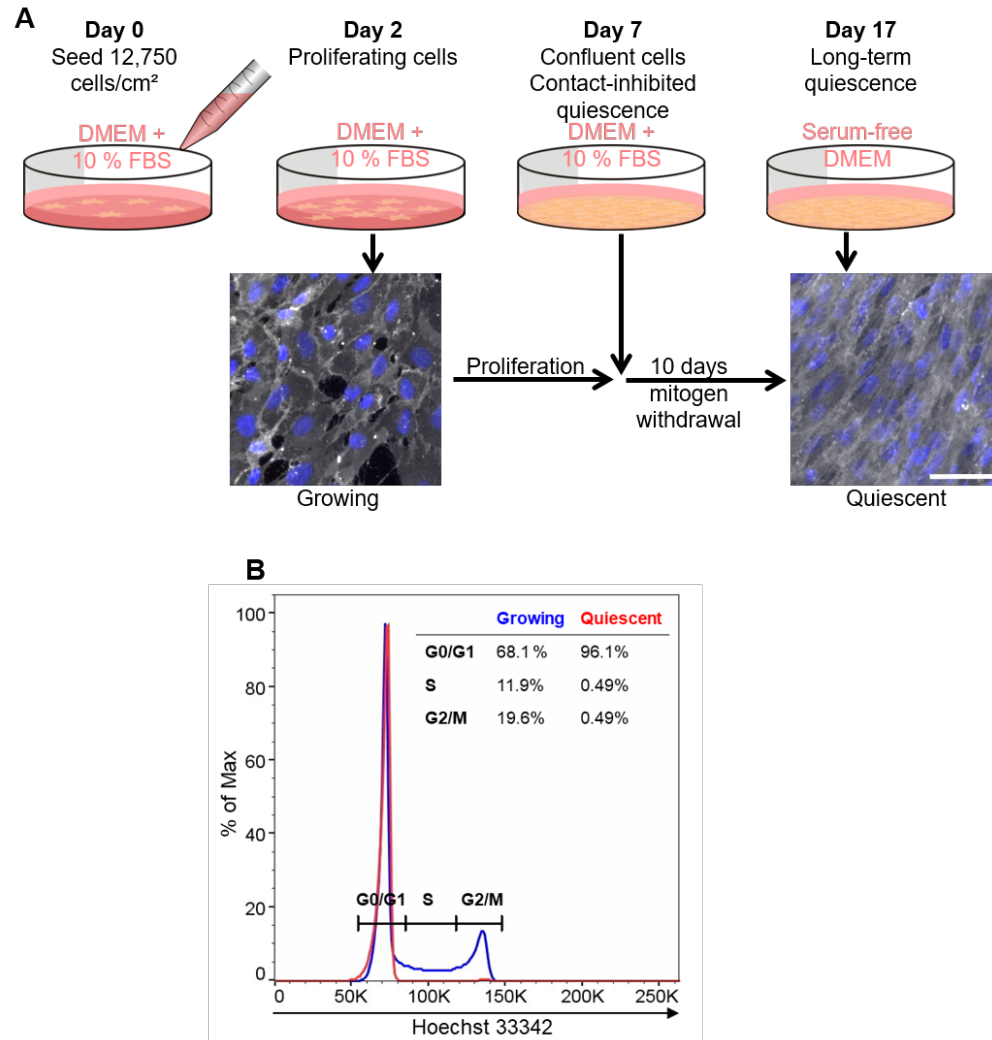 A
Day 0
Seed 12,750
cells/cm²
DMEM +
10 % FBS
Day 2
Proliferating cells
DMEM +
10 % FBS
Day 7
Confluent cells
Contact-inhibited
quiescence
DMEM +
10 % FBS
Day 17
Long-term
quiescence
Serum-free
DMEM
Growing
Proliferation
10 days
mitogen
withdrawal
Quiescent
B
Growing Quiescent
G0/G1 68.1% 96.1%
S 11.9% 0.49%
G2/M 19.6% 0.49%
% of Max
100
80
60
40
20
0
G0/G1 S G2/M
0 50K 100K 150K 200K 250K
Hoechst 33342